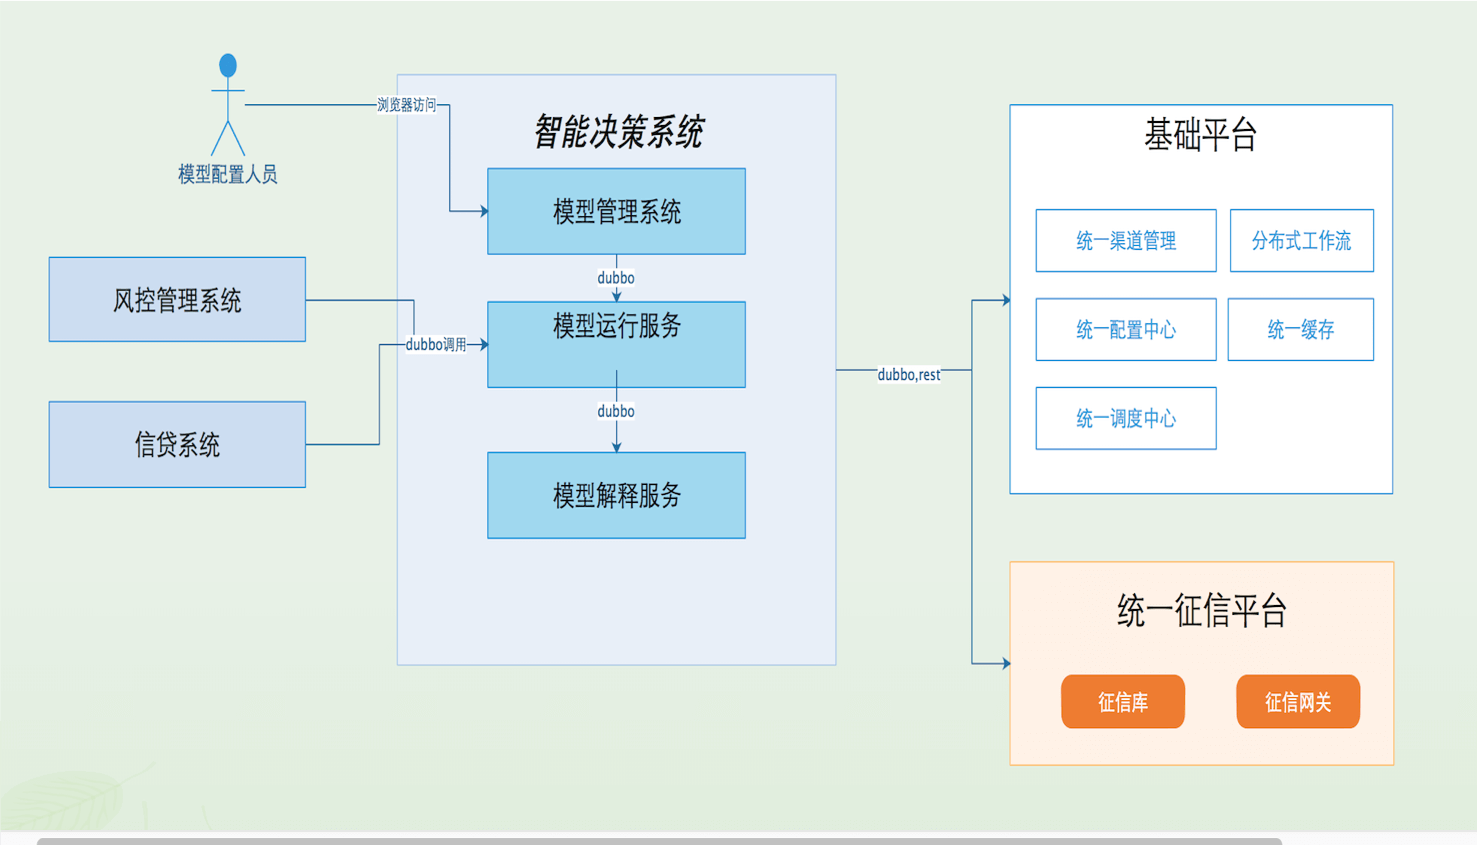 浏览器访问
模型配置人员
风控管理系统
信贷系统
dubbo调用
智能决策系统
模型管理系统
dubbo
模型运行服务
dubbo
模型解释服务
dubbo,rest
基础平台
统一渠道管理
分布式工作流
统一配置中心
统一缓存
统一调度中心
统一征信平台
征信库
征信网关